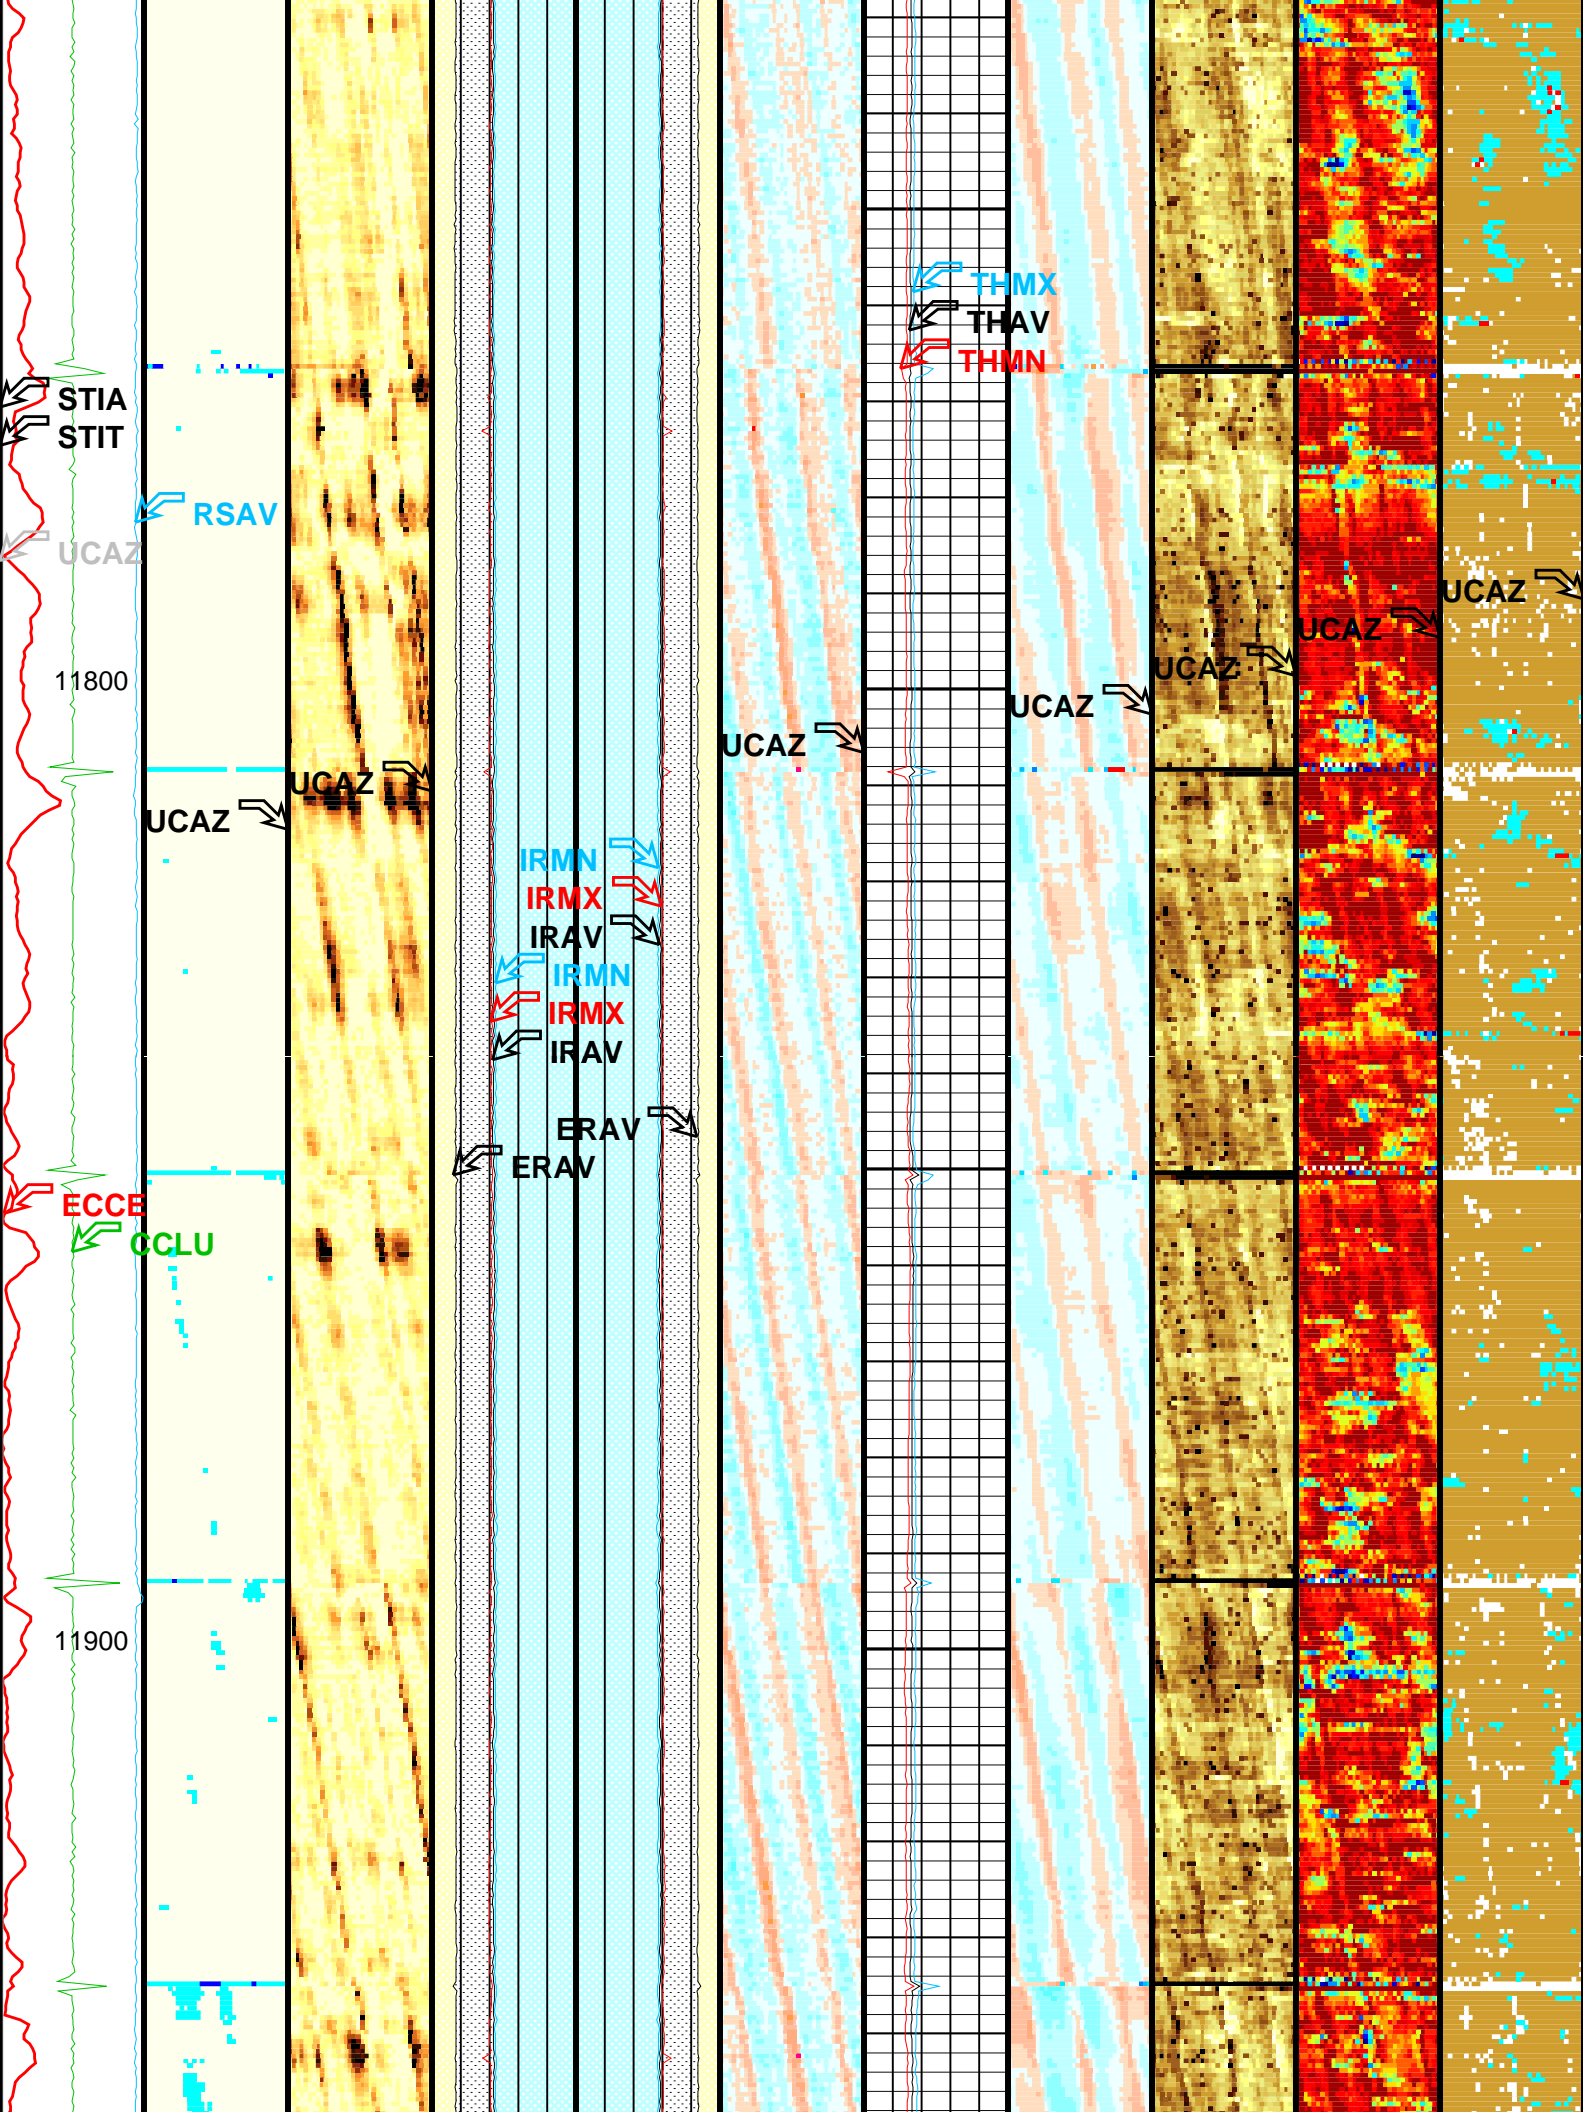 THMX
THAV
THMN
STIA
STIT
RSAV
UCAZ
UCAZ
UCAZ
UCAZ
11800
UCAZ
UCAZ
UCAZ
UCAZ
IRMN
IRMX
IRAV
IRMN
IRMX
IRAV
ERAV
ERAV
ECCE
CCLU
11900